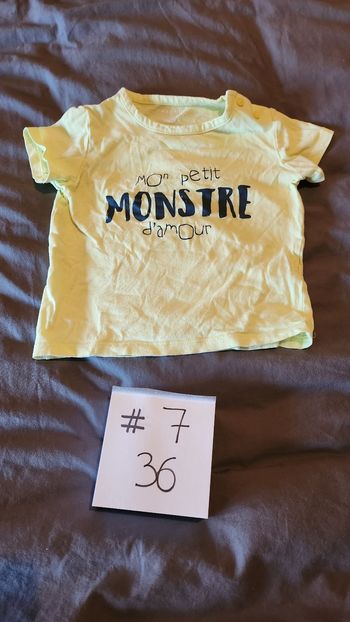 Mon petit
MONSTRE
d'amour
# 7
36